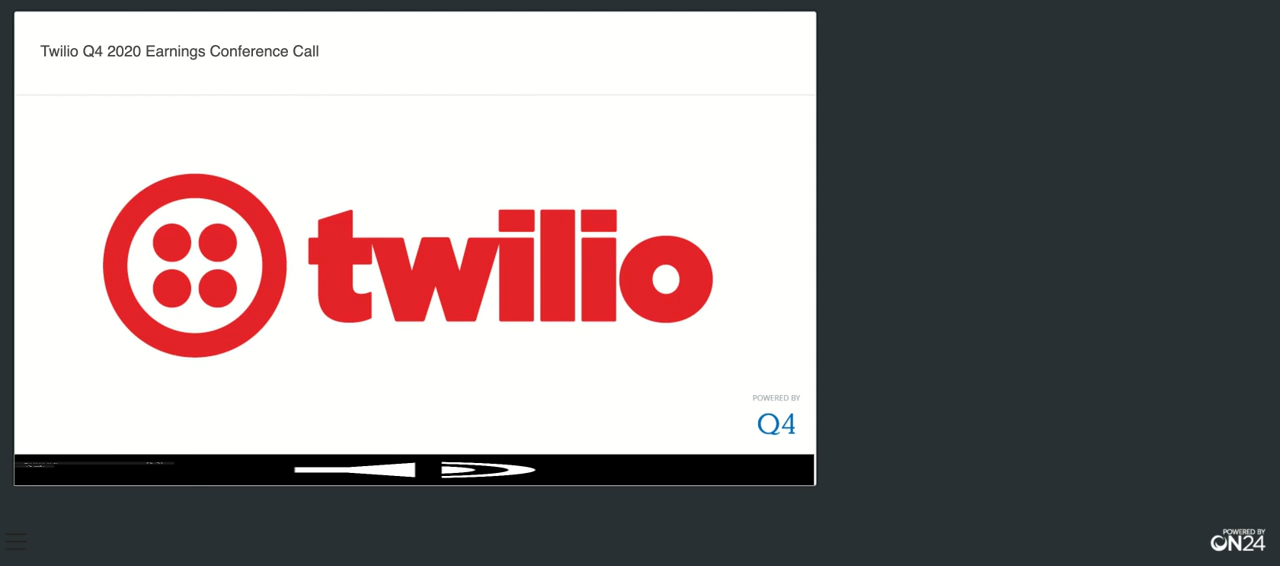 Twilio Q4 2020 Earnings Conference Call
twilio
POWERED BY
Q4
POWERED BY
ON24